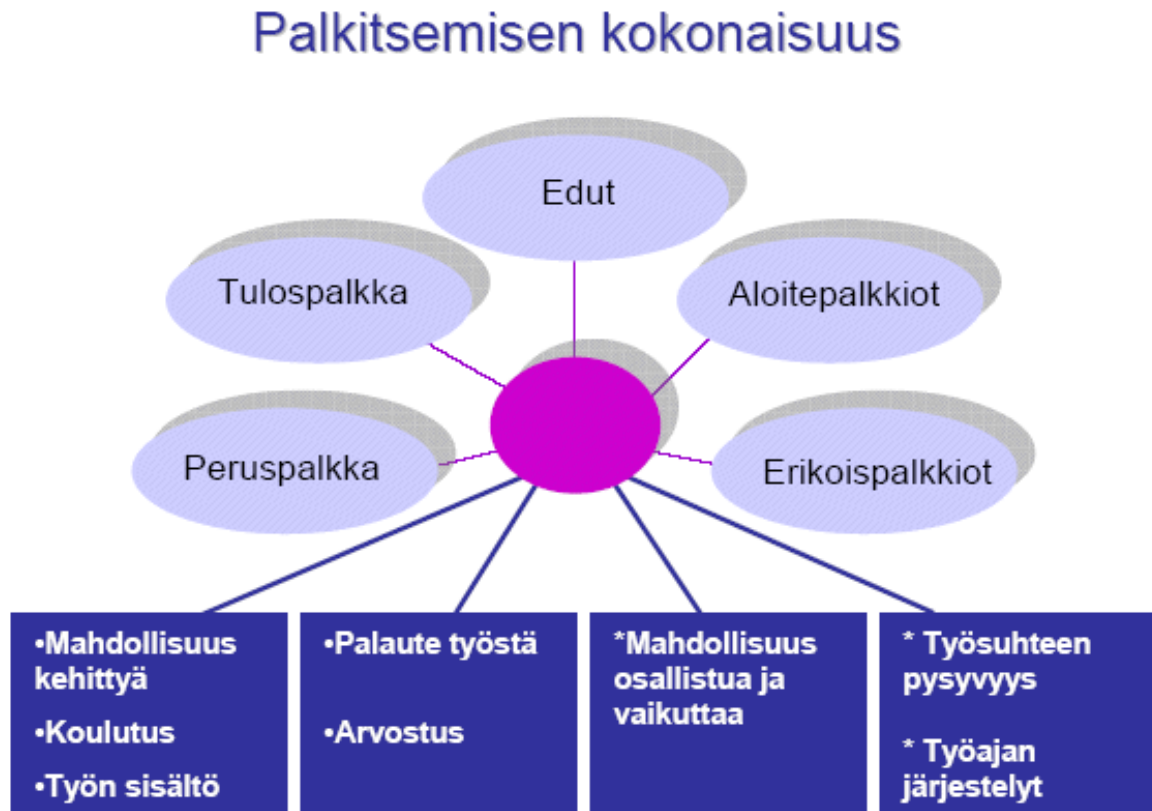 Palkitsemisen kokonaisuus
Edut
Tulospalkka
Aloitepalkkiot
Peruspalkka
Erikoispalkkiot
•Mahdollisuus
kehittyä
•Koulutus
•Työn sisältö
•Palaute työstä
•Arvostus
*Mahdollisuus
osallistua ja
vaikuttaa
* Työsuhteen
pysyvyys
* Työajan
järjestelyt